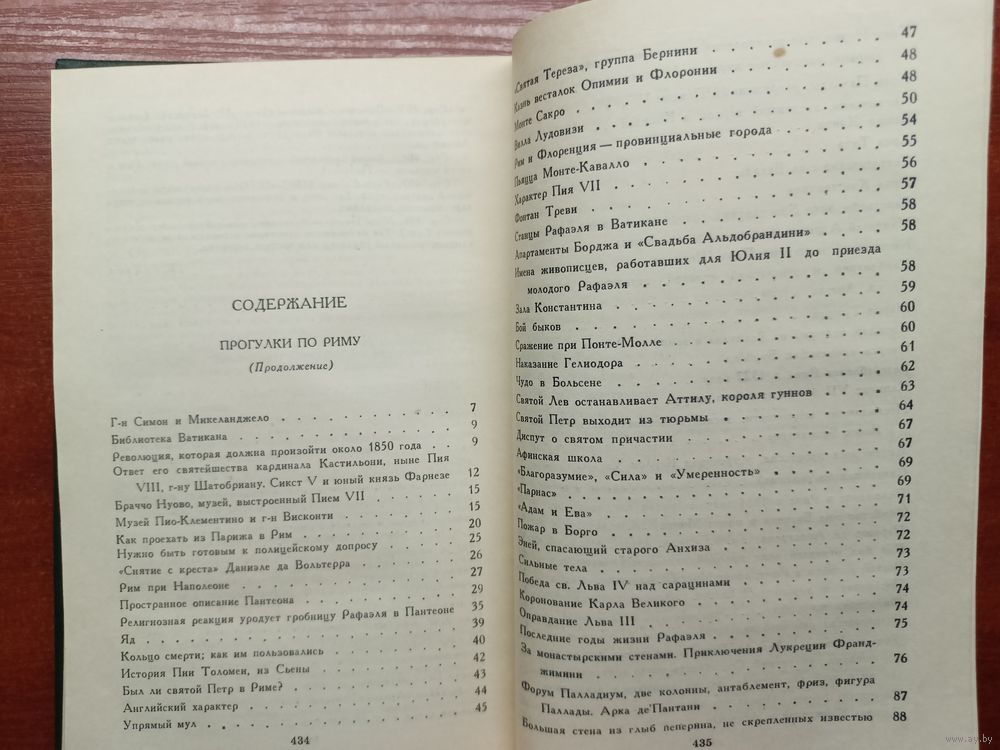 СОДЕРЖАНИЕ
ПРОГУЛКИ ПО РИМУ
(Продолжение)
Г-н Симон и Микеланджело . . . . . . . . . . 7
Библиотека Ватикана . . . . . . . . . . . . 9
Революция, которая должна произойти около 1850 года . . 9
Ответ его святейшества кардинала Кастильони, ныне Пия
VIII, г-ну Шатобриану. Сикст V и юный князь Фарнезе 12
Браччо Нуово, музей, выстроенный Пием VII . . . . . 15
Музей Пио-Клементино и г-н Висконти . . . . . . . 15
Как проехать из Парижа в Рим . . . . . . . . . 20
Нужно быть готовым к полицейскому допросу . . . . . 25
«Снятие с креста» Даниэле да Вольтерра . . . . . . 26
Рим при Наполеоне . . . . . . . . . . . . 27
Пространное описание Пантеона . . . . . . . . . 29
Религиозная реакция уродует гробницу Рафаэля в Пантеоне 35
Яд . . . . . . . . . . . . . . . . . 39
Кольцо смерти; как им пользовались . . . . . . . 40
История Пии Толомеи, из Сьены . . . . . . . . . 42
Был ли святой Петр в Риме? . . . . . . . . . . 43
Английский характер . . . . . . . . . . . . 44
Упрямый мул . . . . . . . . . . . . . . 45
434
«Святая Тереза», группа Бернини . . . . . . . . 47
Казнь весталок Опимии и Флоронии . . . . . . . . 48
Монте Сакро . . . . . . . . . . . . . . 48
Вилла Лудовизи . . . . . . . . . . . . . 50
Рим и Флоренция — провинциальные города . . . . . 54
Пьяцца Монте-Кавалло . . . . . . . . . . . 55
Характер Пия VII . . . . . . . . . . . . 56
Фонтан Треви . . . . . . . . . . . . . . 57
Станцы Рафаэля в Ватикане . . . . . . . . . . 58
Апартаменты Борджа и «Свадьба Альдобрандини» . . . . 58
Имена живописцев, работавших для Юлия II до приезда
молодого Рафаэля . . . . . . . . . . . . 58
Зала Константина . . . . . . . . . . . . 59
Бой быков . . . . . . . . . . . . . . . 60
Сражение при Понте-Молле . . . . . . . . . . 60
Наказание Гелиодора . . . . . . . . . . . . 61
Чудо в Больсене . . . . . . . . . . . . . 62
Святой Лев останавливает Аттилу, короля гуннов . . . . 63
Святой Петр выходит из тюрьмы . . . . . . . . 64
Диспут о святом причастии . . . . . . . . . . 67
Афинская школа . . . . . . . . . . . . . 67
«Благоразумие», «Сила» и «Умеренность» . . . . . . 69
«Парнас» . . . . . . . . . . . . . . . 69
«Адам и Ева» . . . . . . . . . . . . . . 71
Пожар в Борго . . . . . . . . . . . . . 72
Эней, спасающий старого Анхиза . . . . . . . . 72
Сильные тела . . . . . . . . . . . . . . 73
Победа св. Льва IV над сарацинами . . . . . . . . 73
Коронование Карла Великого . . . . . . . . . . 74
Оправдание Льва III . . . . . . . . . . . . 74
Последние годы жизни Рафаэля . . . . . . . . . 75
За монастырскими стенами. Приключения Лукреции Франд-
жимини . . . . . . . . . . . . . . . 76
Форум Палладиум, две колонны, антаблемент, фриз, фигура
Паллады. Арка де'Пантани . . . . . . . . . 87
Большая стена из глыб пеперина, не скрепленных известью 88
435
www.ay.by